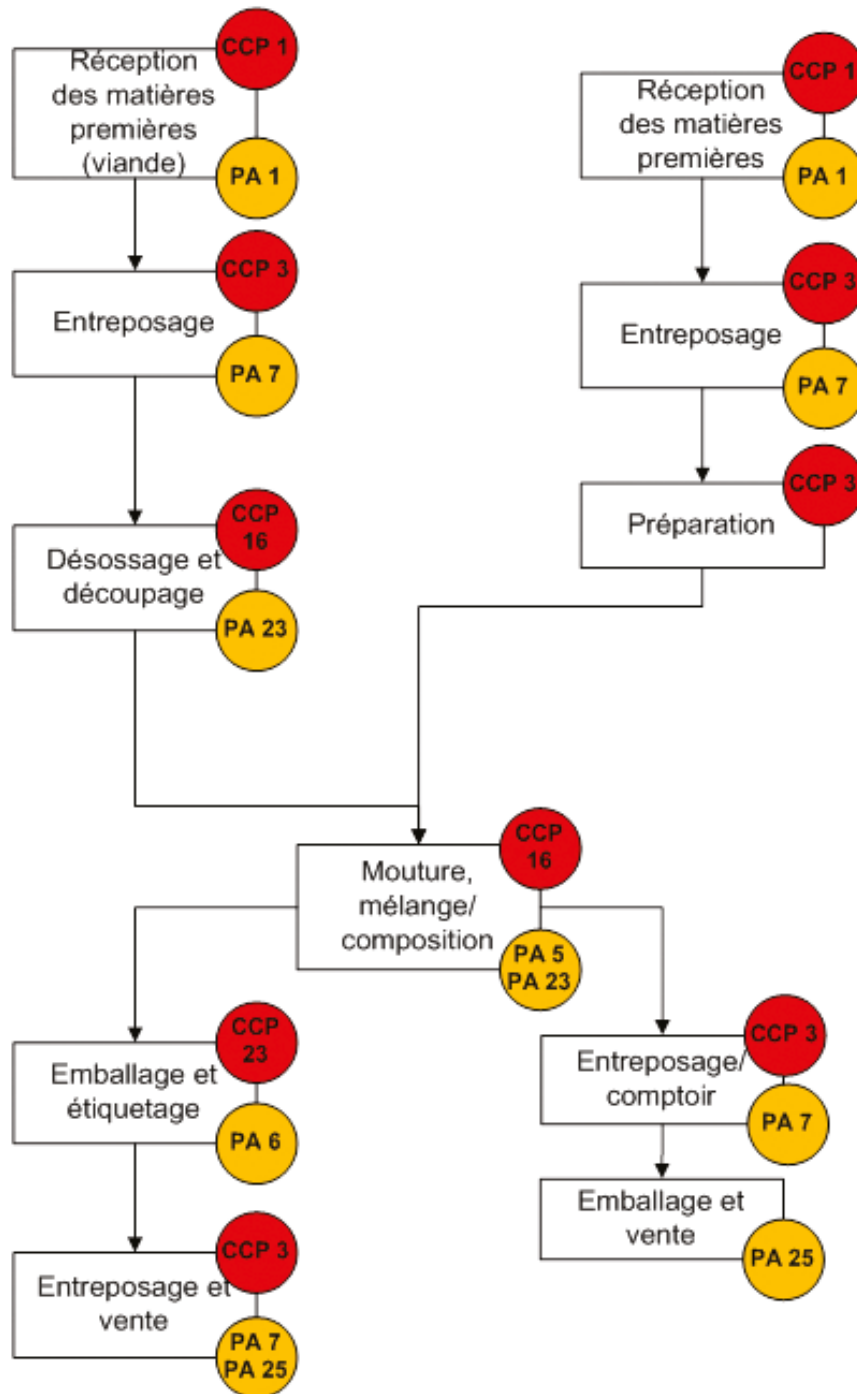 CCP 1
Réception
des matières
premières
(viande)
PA 1
CCP 1
Réception
des matières
premières
PA 1
CCP 3
Entreposage
PA 7
CCP 3
Entreposage
PA 7
CCP
16
Désossage et
découpage
PA 23
CCP 3
Préparation
CCP
16
Mouture,
mélange/
composition
PA 5
PA 23
CCP
23
Emballage et
étiquetage
PA 6
CCP 3
Entreposage/
comptoir
PA 7
CCP 3
Entreposage et
vente
PA 7
PA 25
Emballage et
vente
PA 25